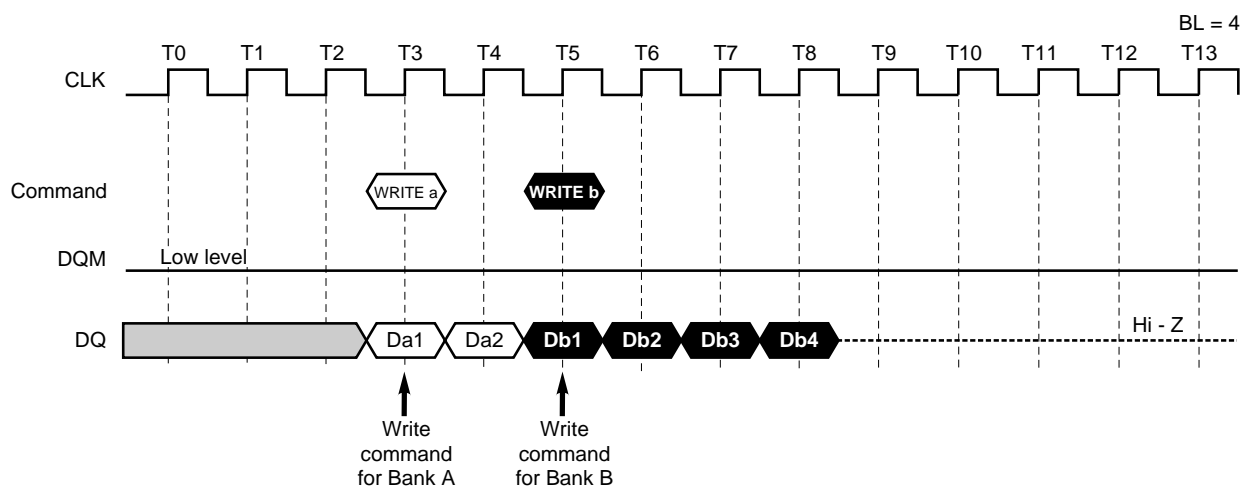 BL = 4
T0 T1 T2 T3 T4 T5 T6 T7 T8 T9 T10 T11 T12 T13
CLK
Command WRITE a WRITE b
DQM Low level
DQ Da1 Da2 Db1 Db2 Db3 Db4 Hi - Z
Write Write
command command
for Bank A for Bank B